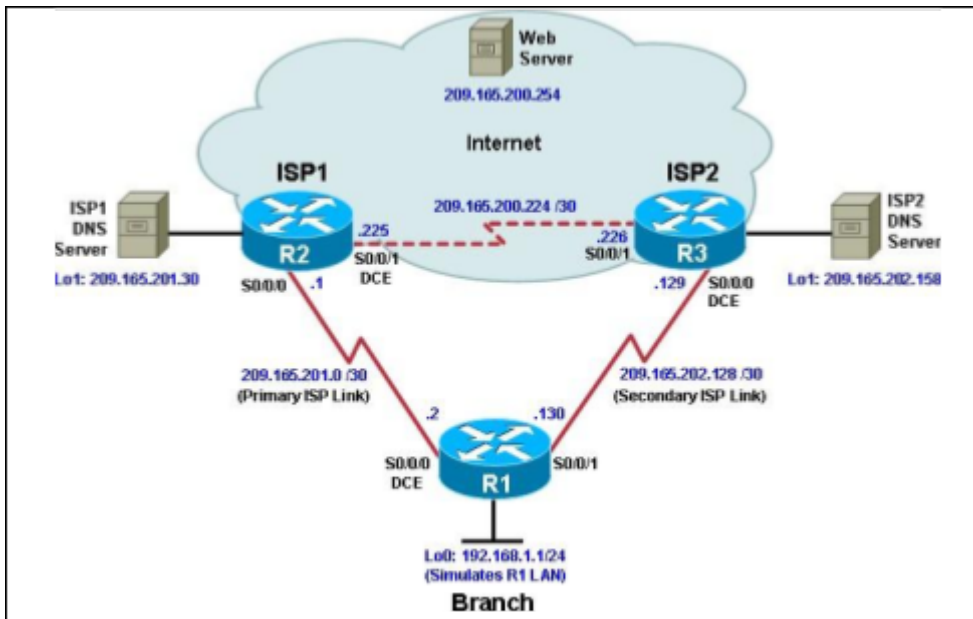 Web
Server
209.165.200.254
Internet
ISP1
ISP2
ISP1
DNS
Server
Lo1: 209.165.201.30
209.165.200.224 /30
.225
.226
S0/0/1
DCE
S0/0/1
R2
R3
ISP2
DNS
Server
Lo1: 209.165.202.158
S0/0/0
.1
.129
S0/0/0
DCE
209.165.201.0 /30
(Primary ISP Link)
209.165.202.128 /30
(Secondary ISP Link)
.2
.130
S0/0/0
DCE
S0/0/1
R1
Lo0: 192.168.1.1/24
(Simulates R1 LAN)
Branch